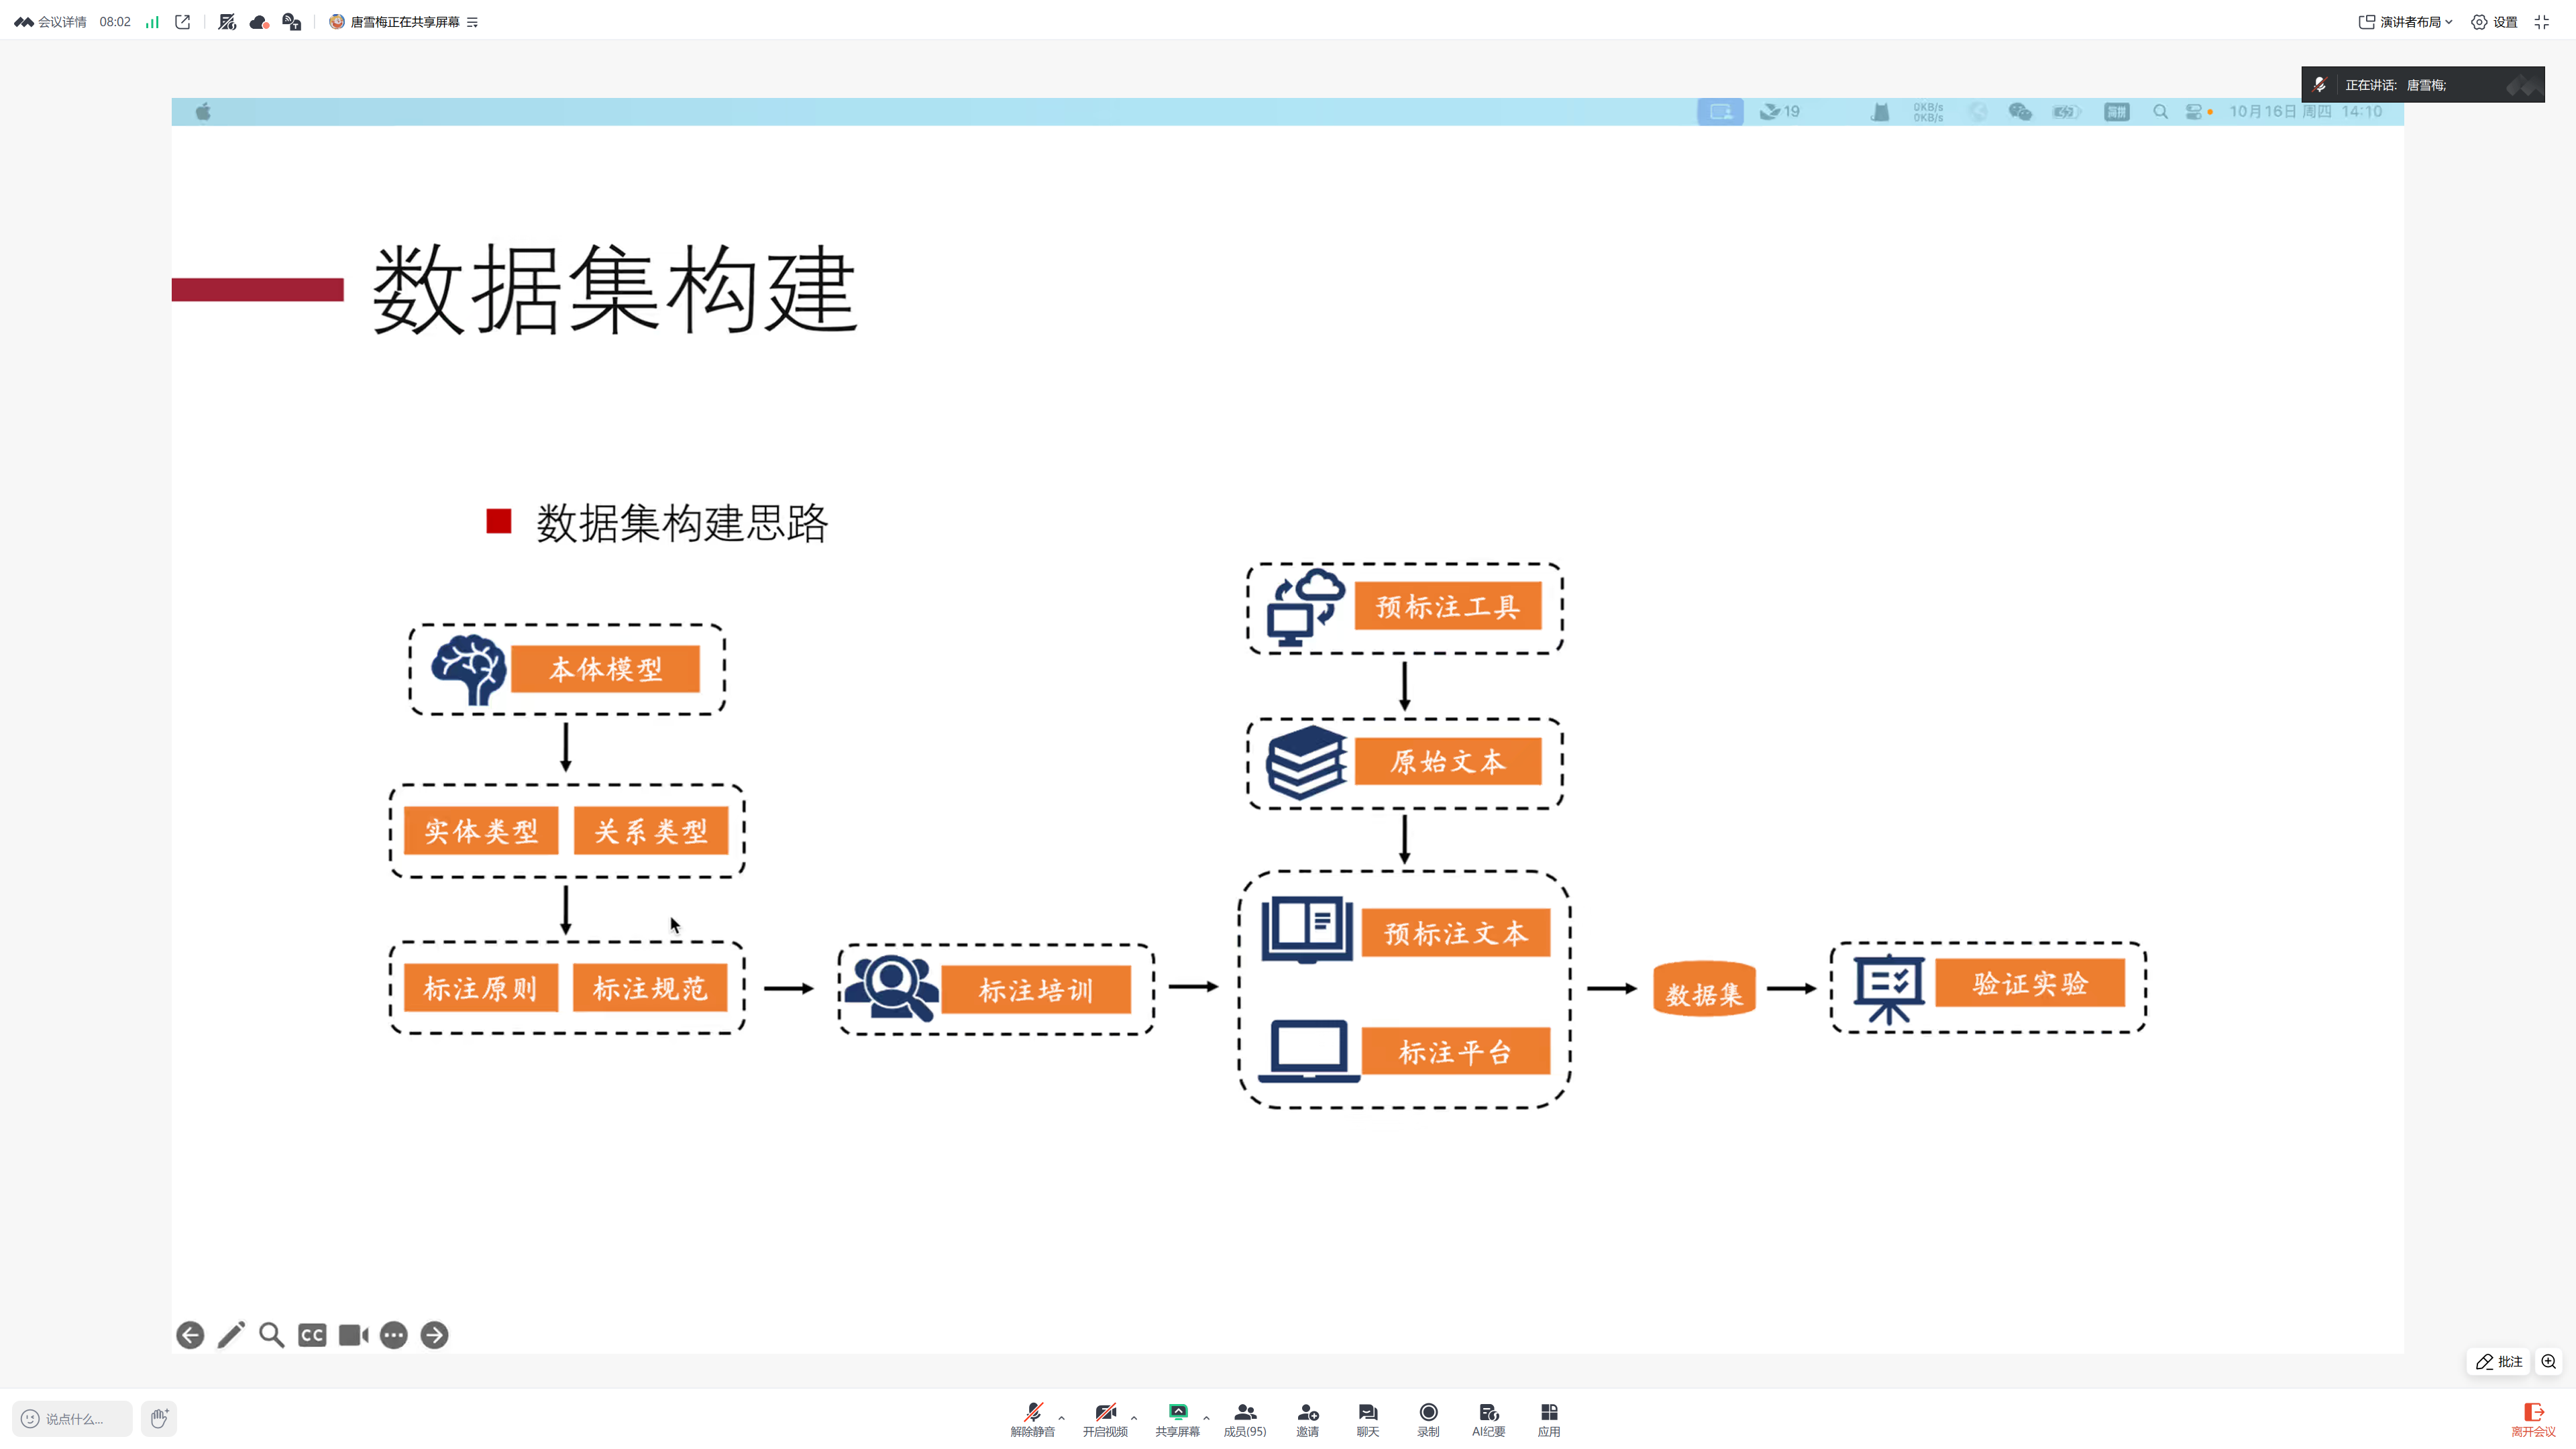 会议详情 08:02 唐雪梅正在共享屏幕
演讲者布局 设置
正在讲话: 唐雪梅;
19 0KB/s 0KB/s 简拼 10月16日 周四 14:10
数据集构建
数据集构建思路
预标注工具
本体模型
原始文本
实体类型 关系类型
预标注文本
标注原则 标注规范
标注培训
数据集
验证实验
标注平台
CC
批注
说点什么...
解除静音 开启视频 共享屏幕 成员(95) 邀请 聊天 录制 AI纪要 应用
离开会议